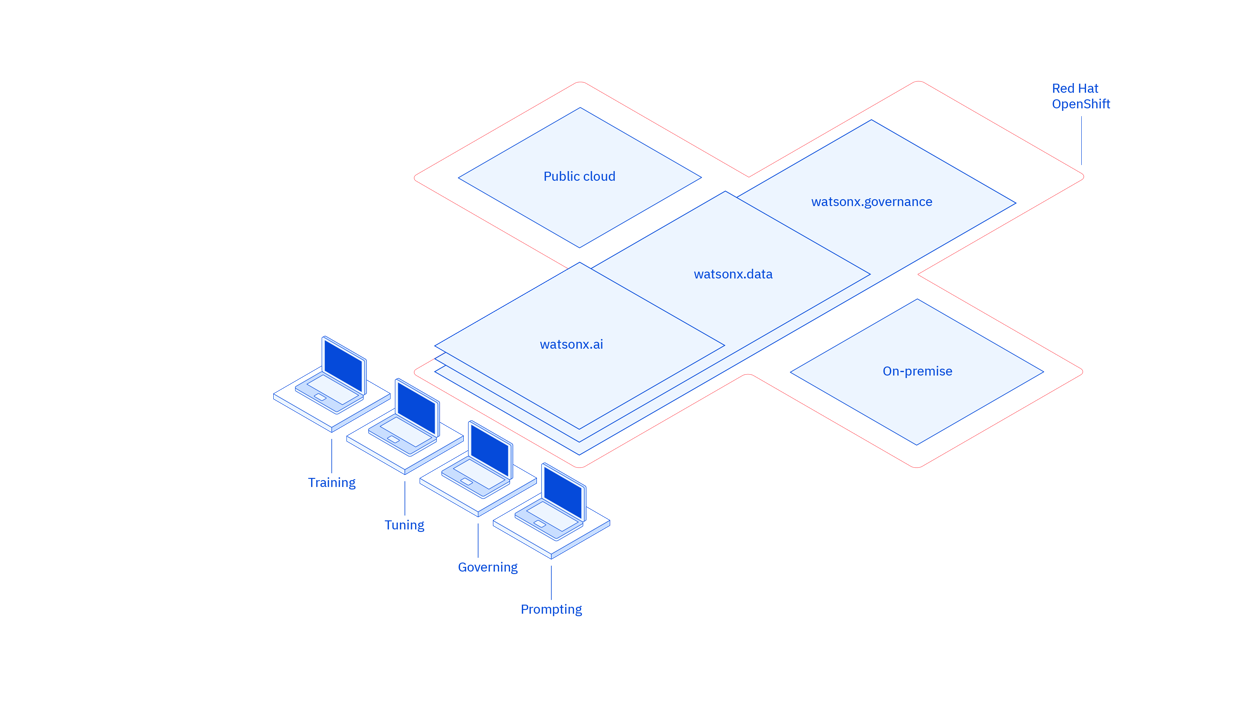 Red Hat
OpenShift
Public cloud
watsonx.governance
watsonx.data
watsonx.ai
On-premise
Training
Tuning
Governing
Prompting